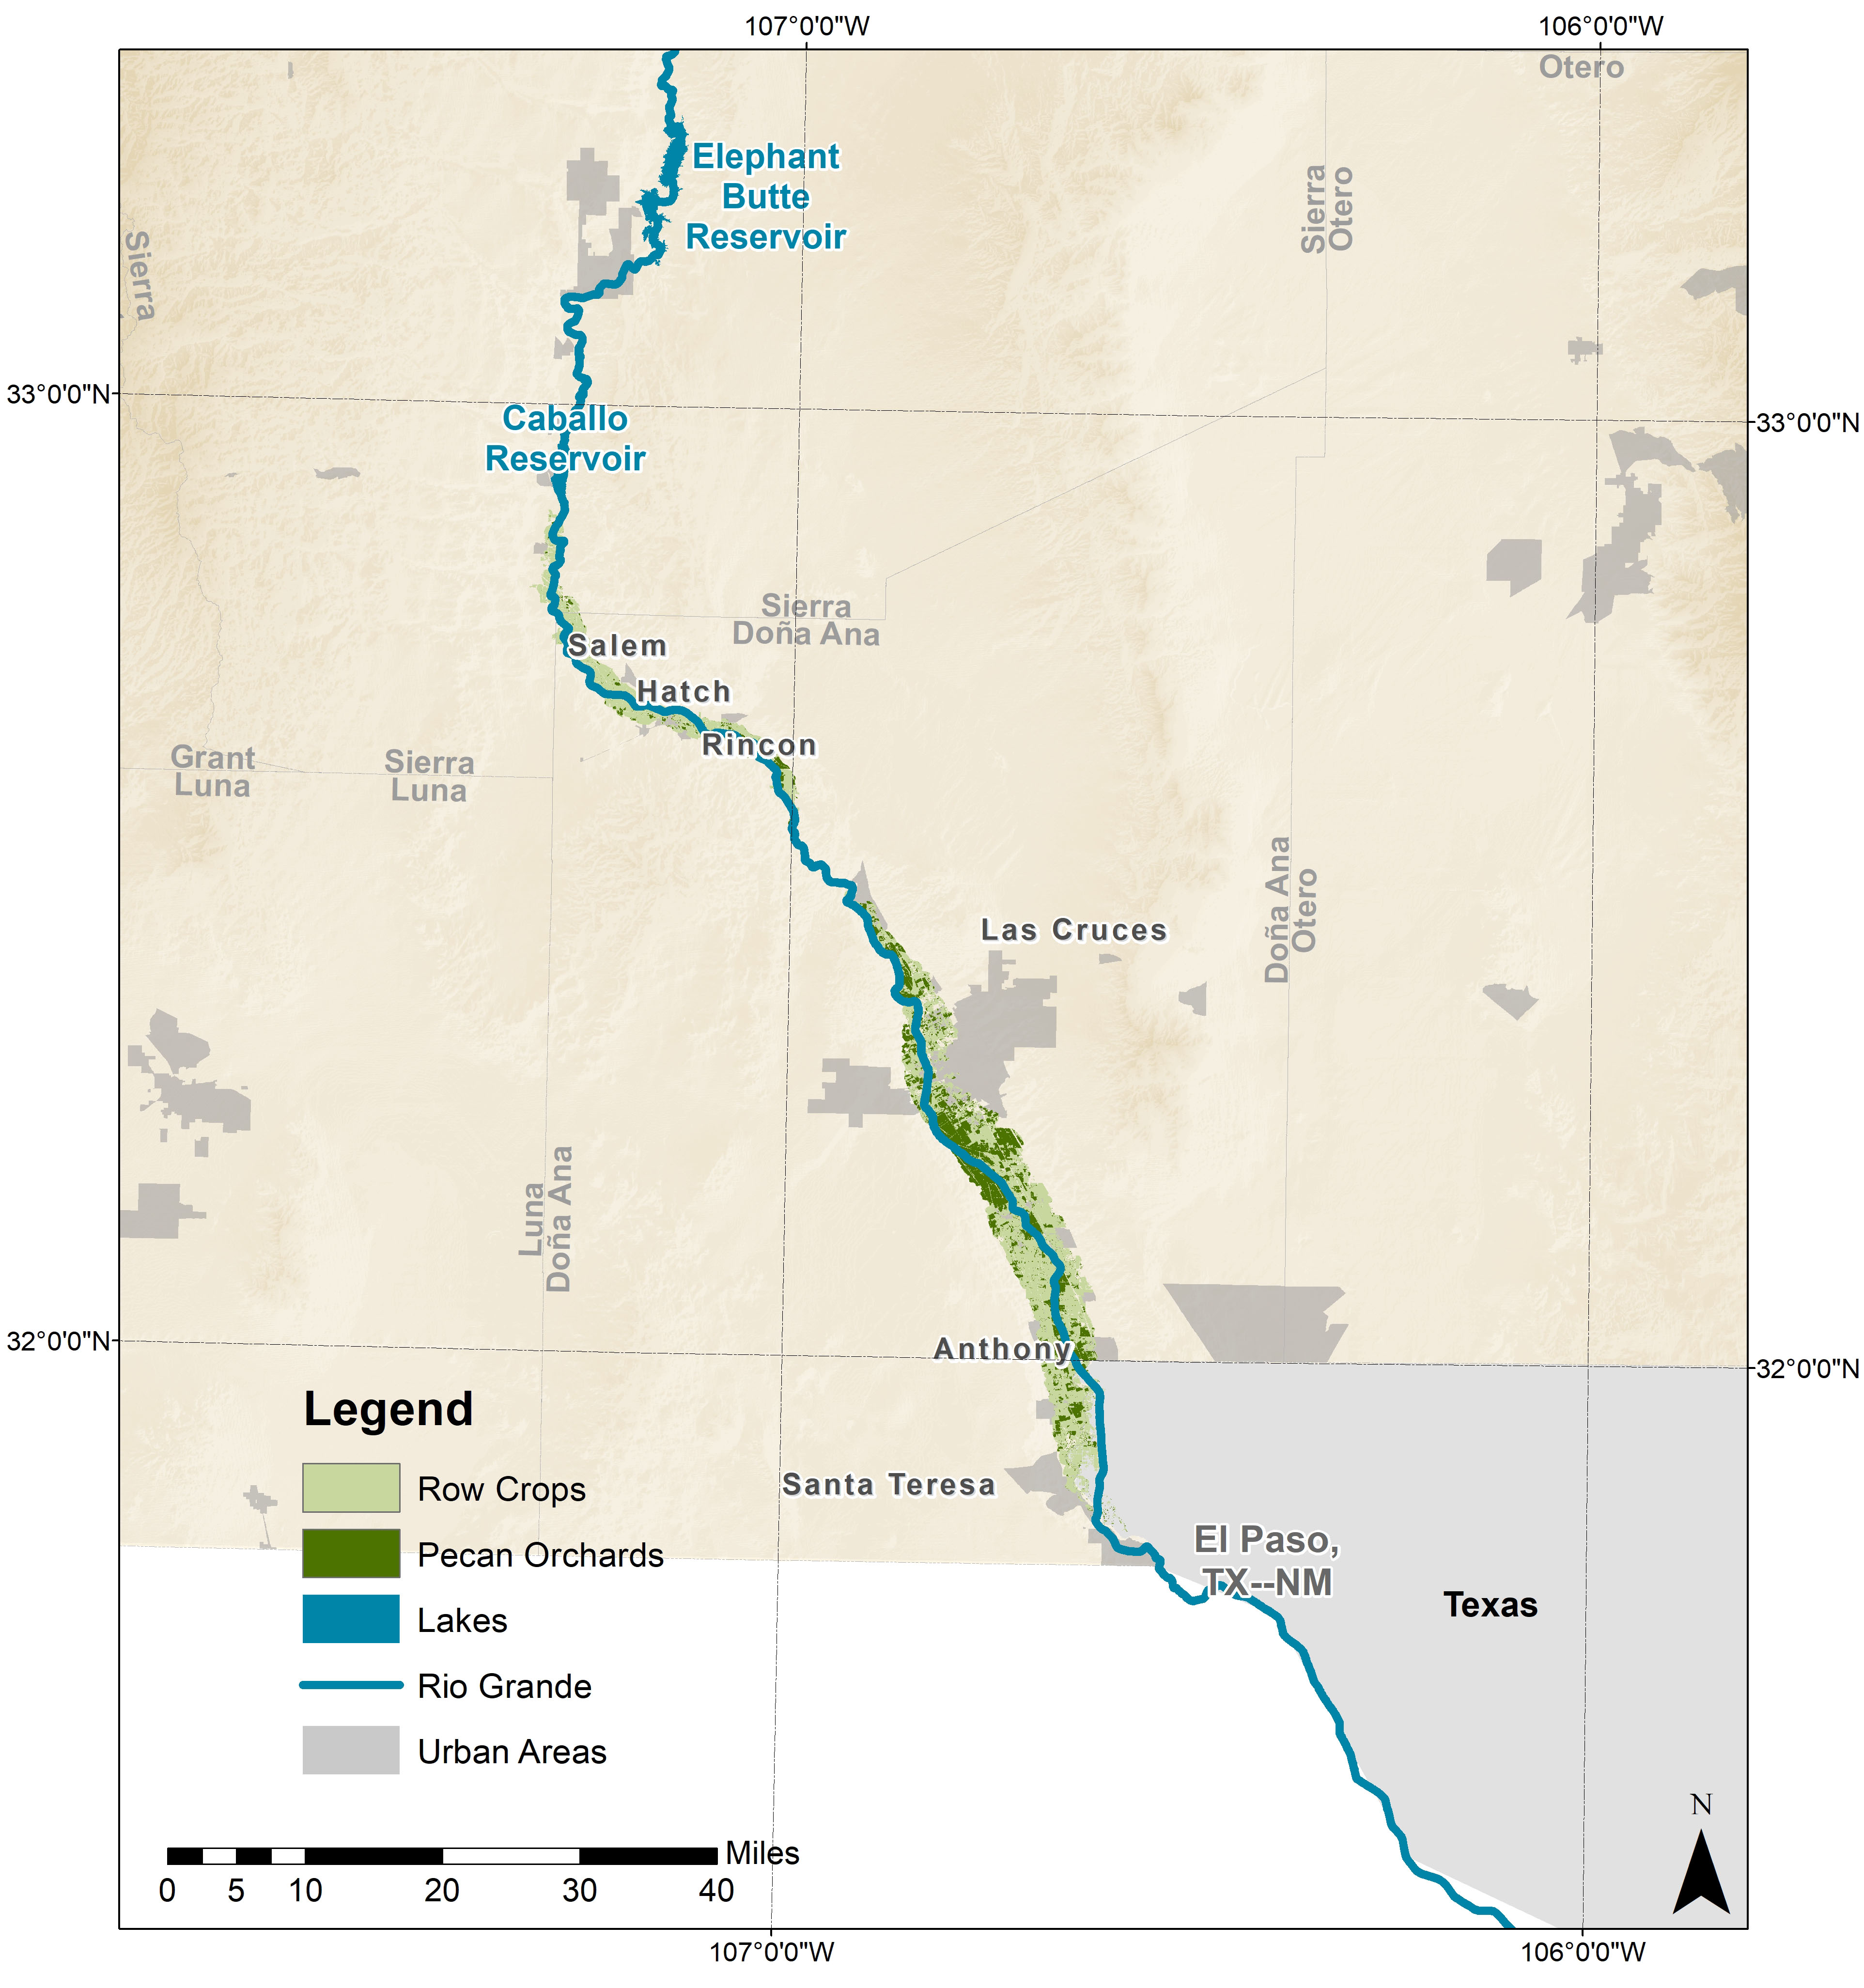 107°0'0"W
106°0'0"W
Otero
Elephant
Butte
Reservoir
Sierra
Otero
Sierra
33°0'0"N
33°0'0"N
Caballo
Reservoir
Sierra
Doña Ana
Salem
Hatch
Rincon
Grant
Luna
Sierra
Luna
Las Cruces
Doña Ana
Otero
Luna
Doña Ana
32°0'0"N
32°0'0"N
Anthony
Santa Teresa
El Paso,
TX--NM
Texas
Legend
Row Crops
Pecan Orchards
Lakes
Rio Grande
Urban Areas
Miles
0 5 10 20 30 40
N
107°0'0"W
106°0'0"W